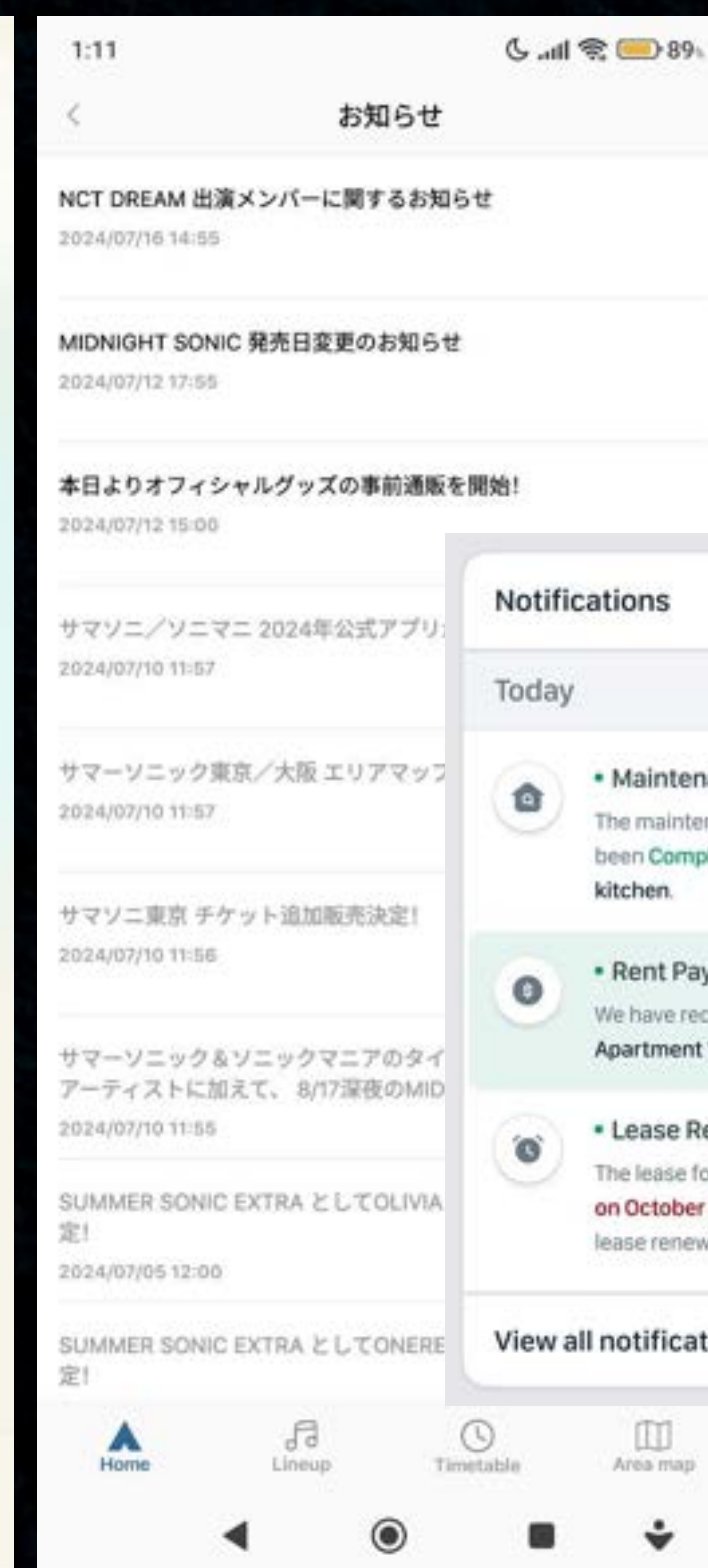 1:11
89
お知らせ
NCT DREAM 出演メンバーに関するお知らせ
2024/07/16 14:55
MIDNIGHT SONIC 発売日変更のお知らせ
2024/07/12 17:55
本日よりオフィシャルグッズの事前通販を開始!
2024/07/12 15:00
サマソニ／ソニマニ 2024年公式アプリ
2024/07/10 11:57
サマーソニック東京／大阪 エリアマップ
2024/07/10 11:57
サマソニ東京 チケット追加販売決定!
2024/07/10 11:56
サマーソニック＆ソニックマニアのタイ
アーティストに加えて、 8/17深夜のMID
2024/07/10 11:55
SUMMER SONIC EXTRA としてOLIVIA
定!
2024/07/05 12:00
SUMMER SONIC EXTRA としてONERE
定!
Notifications
Today
• Maintena
The mainten
been Comp
kitchen.
• Rent Pay
We have rec
Apartment
• Lease Re
The lease fo
on October
lease renew
View all notificat
Home
Lineup
Timetable
Area map